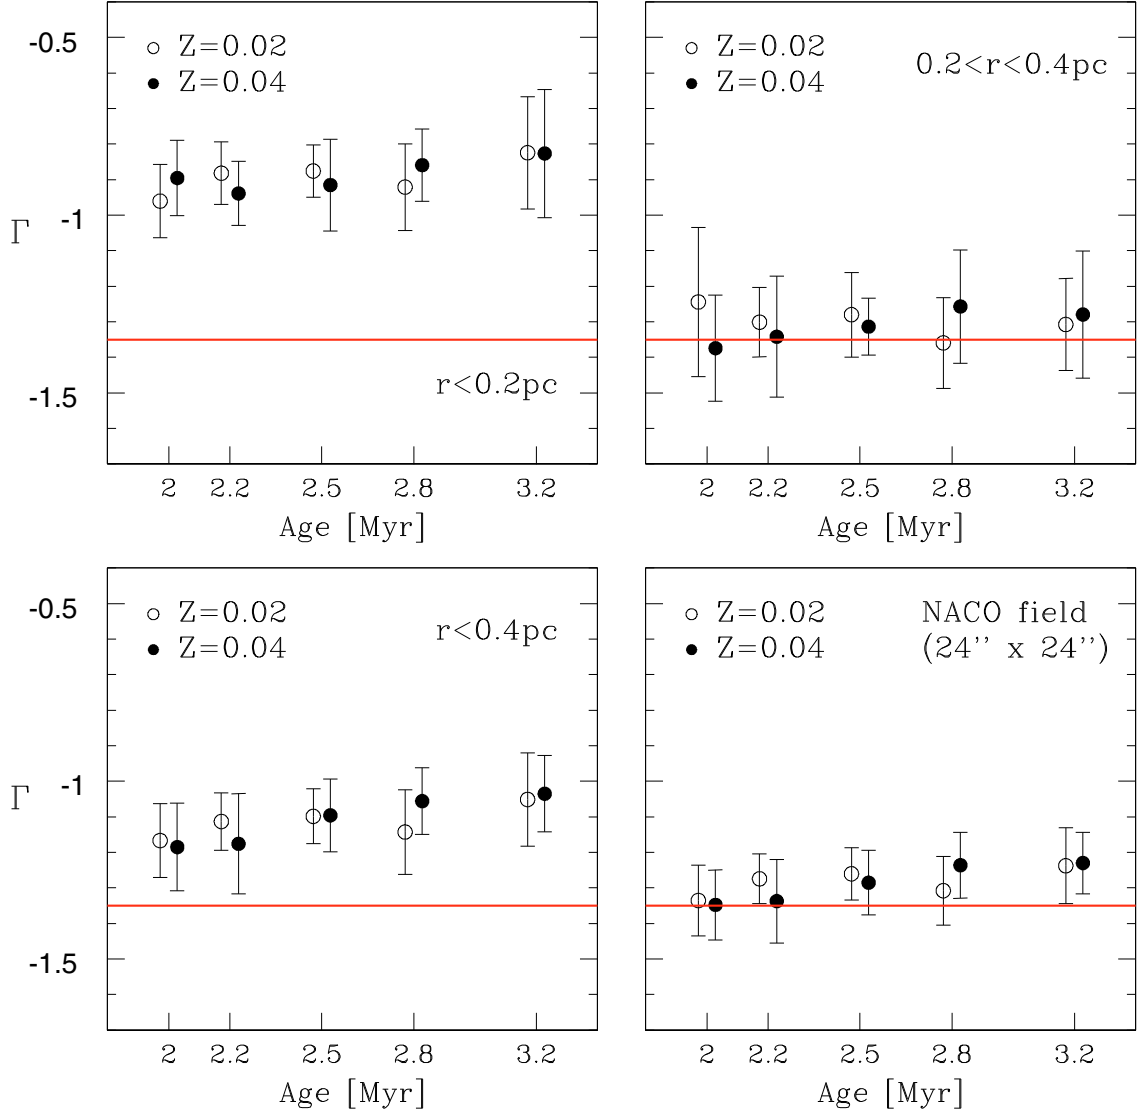 -0.5
-1
-1.5
Γ
Z=0.02
Z=0.04
r<0.2pc
2 2.2 2.5 2.8 3.2
Age [Myr]
Z=0.02
Z=0.04
0.2<r<0.4pc
2 2.2 2.5 2.8 3.2
Age [Myr]
-0.5
-1
-1.5
Γ
Z=0.02
Z=0.04
r<0.4pc
2 2.2 2.5 2.8 3.2
Age [Myr]
Z=0.02
Z=0.04
NACO field
(24'' x 24'')
2 2.2 2.5 2.8 3.2
Age [Myr]